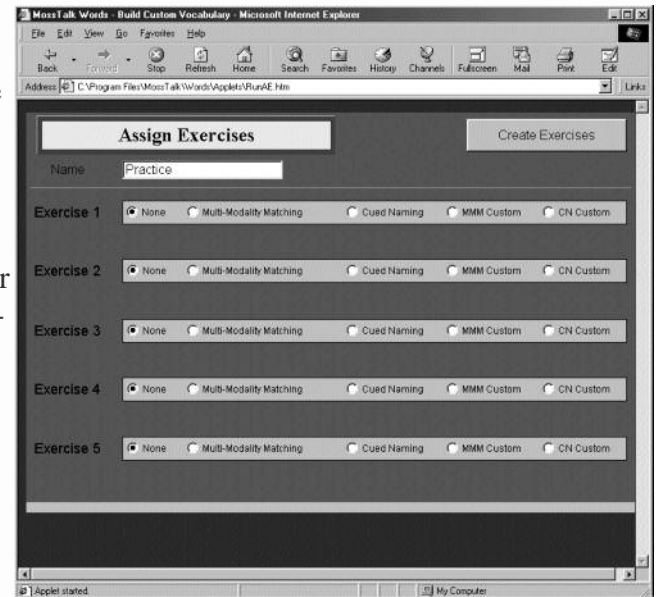 MossTalk Words - Build Custom Vocabulary - Microsoft Internet Explorer
File Edit View Go Favorites Help
Back Forward Stop Refresh Home Search Favorites History Channels Fullscreen Mail Print Edit
Address C:\Program Files\MossTalk\Words\Applets\RunAE.htm Links
Assign Exercises Create Exercises
Name Practice
Exercise 1 None Multi-Modality Matching Cued Naming MMM Custom CN Custom
Exercise 2 None Multi-Modality Matching Cued Naming MMM Custom CN Custom
r
-
Exercise 3 None Multi-Modality Matching Cued Naming MMM Custom CN Custom
Exercise 4 None Multi-Modality Matching Cued Naming MMM Custom CN Custom
Exercise 5 None Multi-Modality Matching Cued Naming MMM Custom CN Custom
Applet started. My Computer